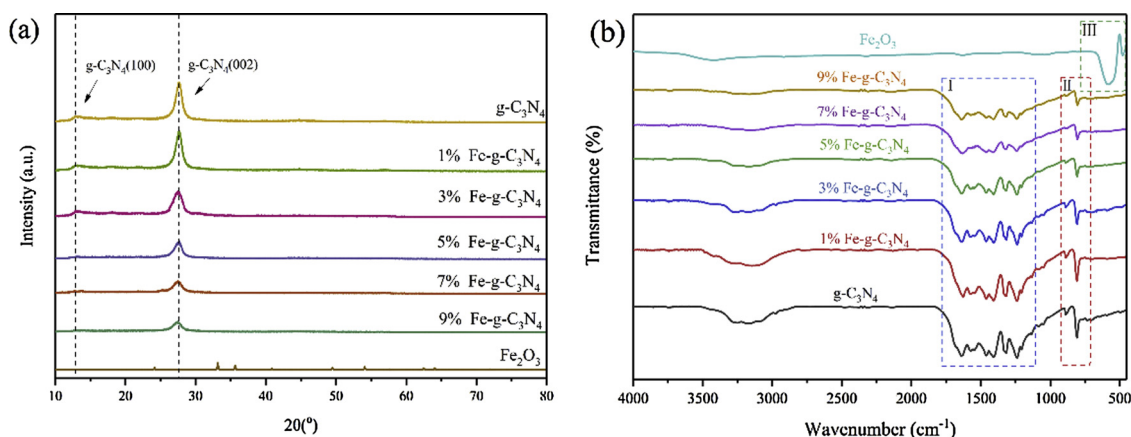 (a)
g-C₃N₄(100)
g-C₃N₄(002)
g-C₃N₄
1% Fe-g-C₃N₄
3% Fe-g-C₃N₄
5% Fe-g-C₃N₄
7% Fe-g-C₃N₄
9% Fe-g-C₃N₄
Fe₂O₃
Intensity (a.u.)
10 20 30 40 50 60 70 80
2θ(°)
(b)
III
Fe₂O₃
9% Fe-g-C₃N₄
I
II
7% Fe-g-C₃N₄
5% Fe-g-C₃N₄
3% Fe-g-C₃N₄
1% Fe-g-C₃N₄
g-C₃N₄
Transmittance (%)
4000 3500 3000 2500 2000 1500 1000 500
Wavenumber (cm⁻¹)